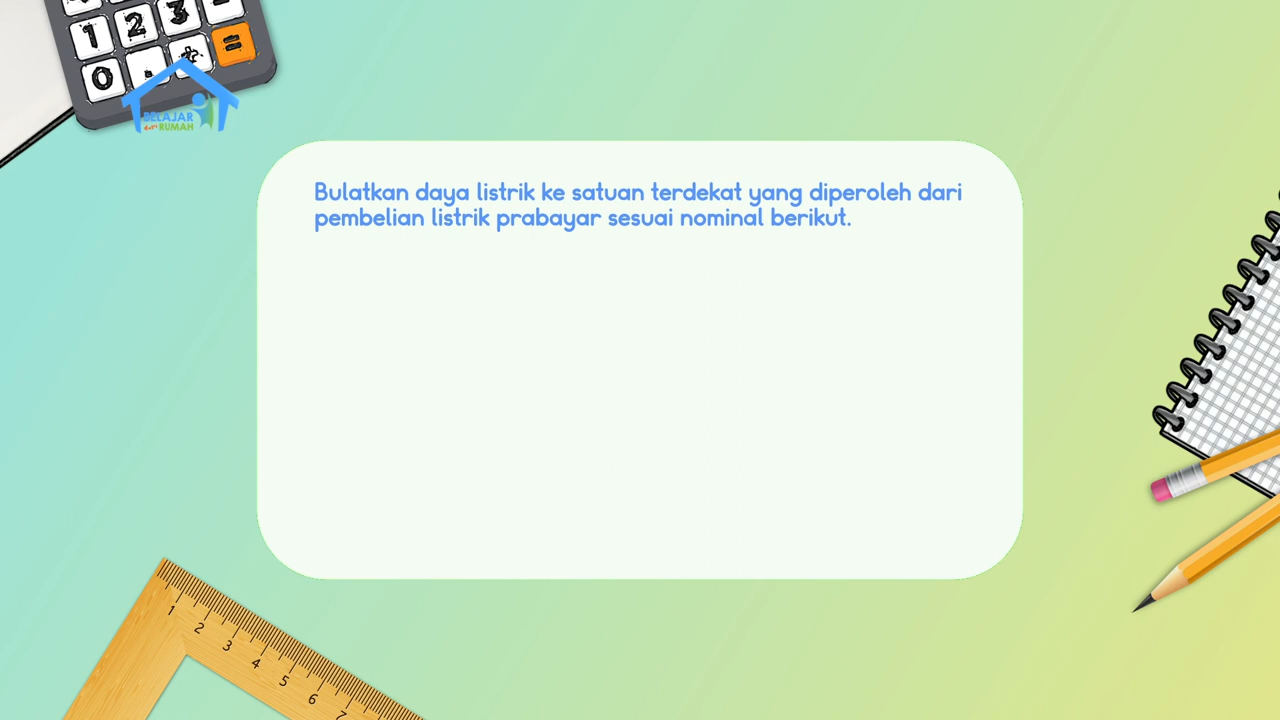 1 2 3
0 . ÷ =
BELAJAR
dari RUMAH
Bulatkan daya listrik ke satuan terdekat yang diperoleh dari
pembelian listrik prabayar sesuai nominal berikut.
1 2 3 4 5 6 7